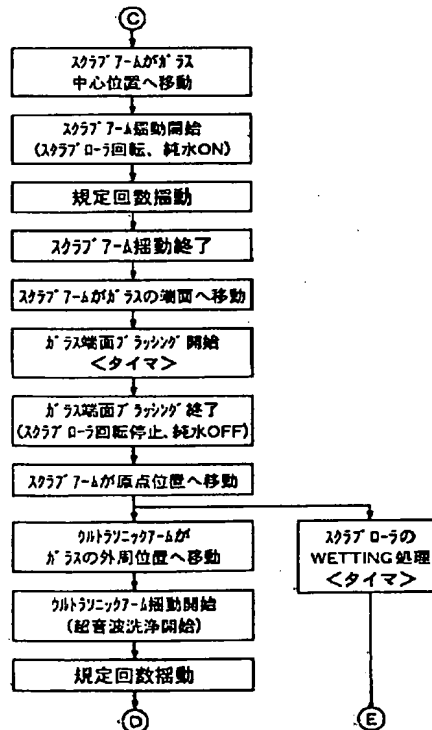 C
スクラブアームがガラス
中心位置へ移動
スクラブアーム揺動開始
(スクラブローラ回転、純水ON)
規定回数揺動
スクラブアーム揺動終了
スクラブアームがガラスの端面へ移動
ガラス端面ブラッシング開始
<タイマ>
ガラス端面ブラッシング終了
(スクラブローラ回転停止、純水OFF)
スクラブアームが原点位置へ移動
ウルトラソニックアームが
ガラスの外周位置へ移動
スクラブローラの
WETTING処理
<タイマ>
ウルトラソニックアーム揺動開始
(超音波洗浄開始)
規定回数揺動
D
E